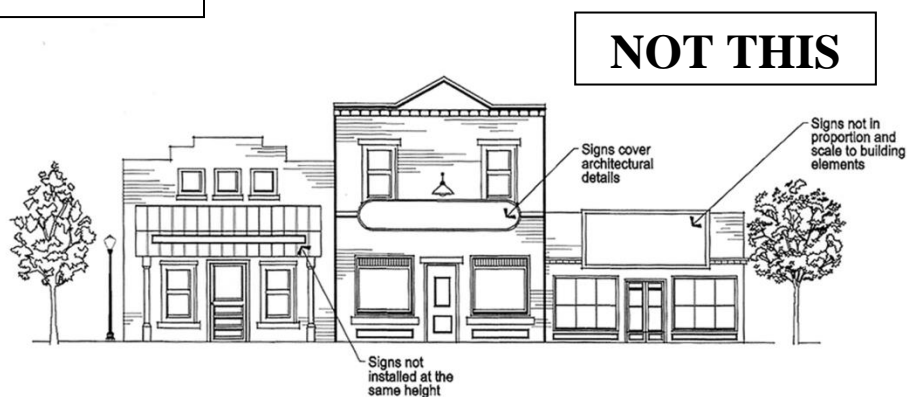 NOT THIS
Signs cover
architectural
details
Signs not in
proportion and
scale to building
elements
Signs not
installed at the
same height